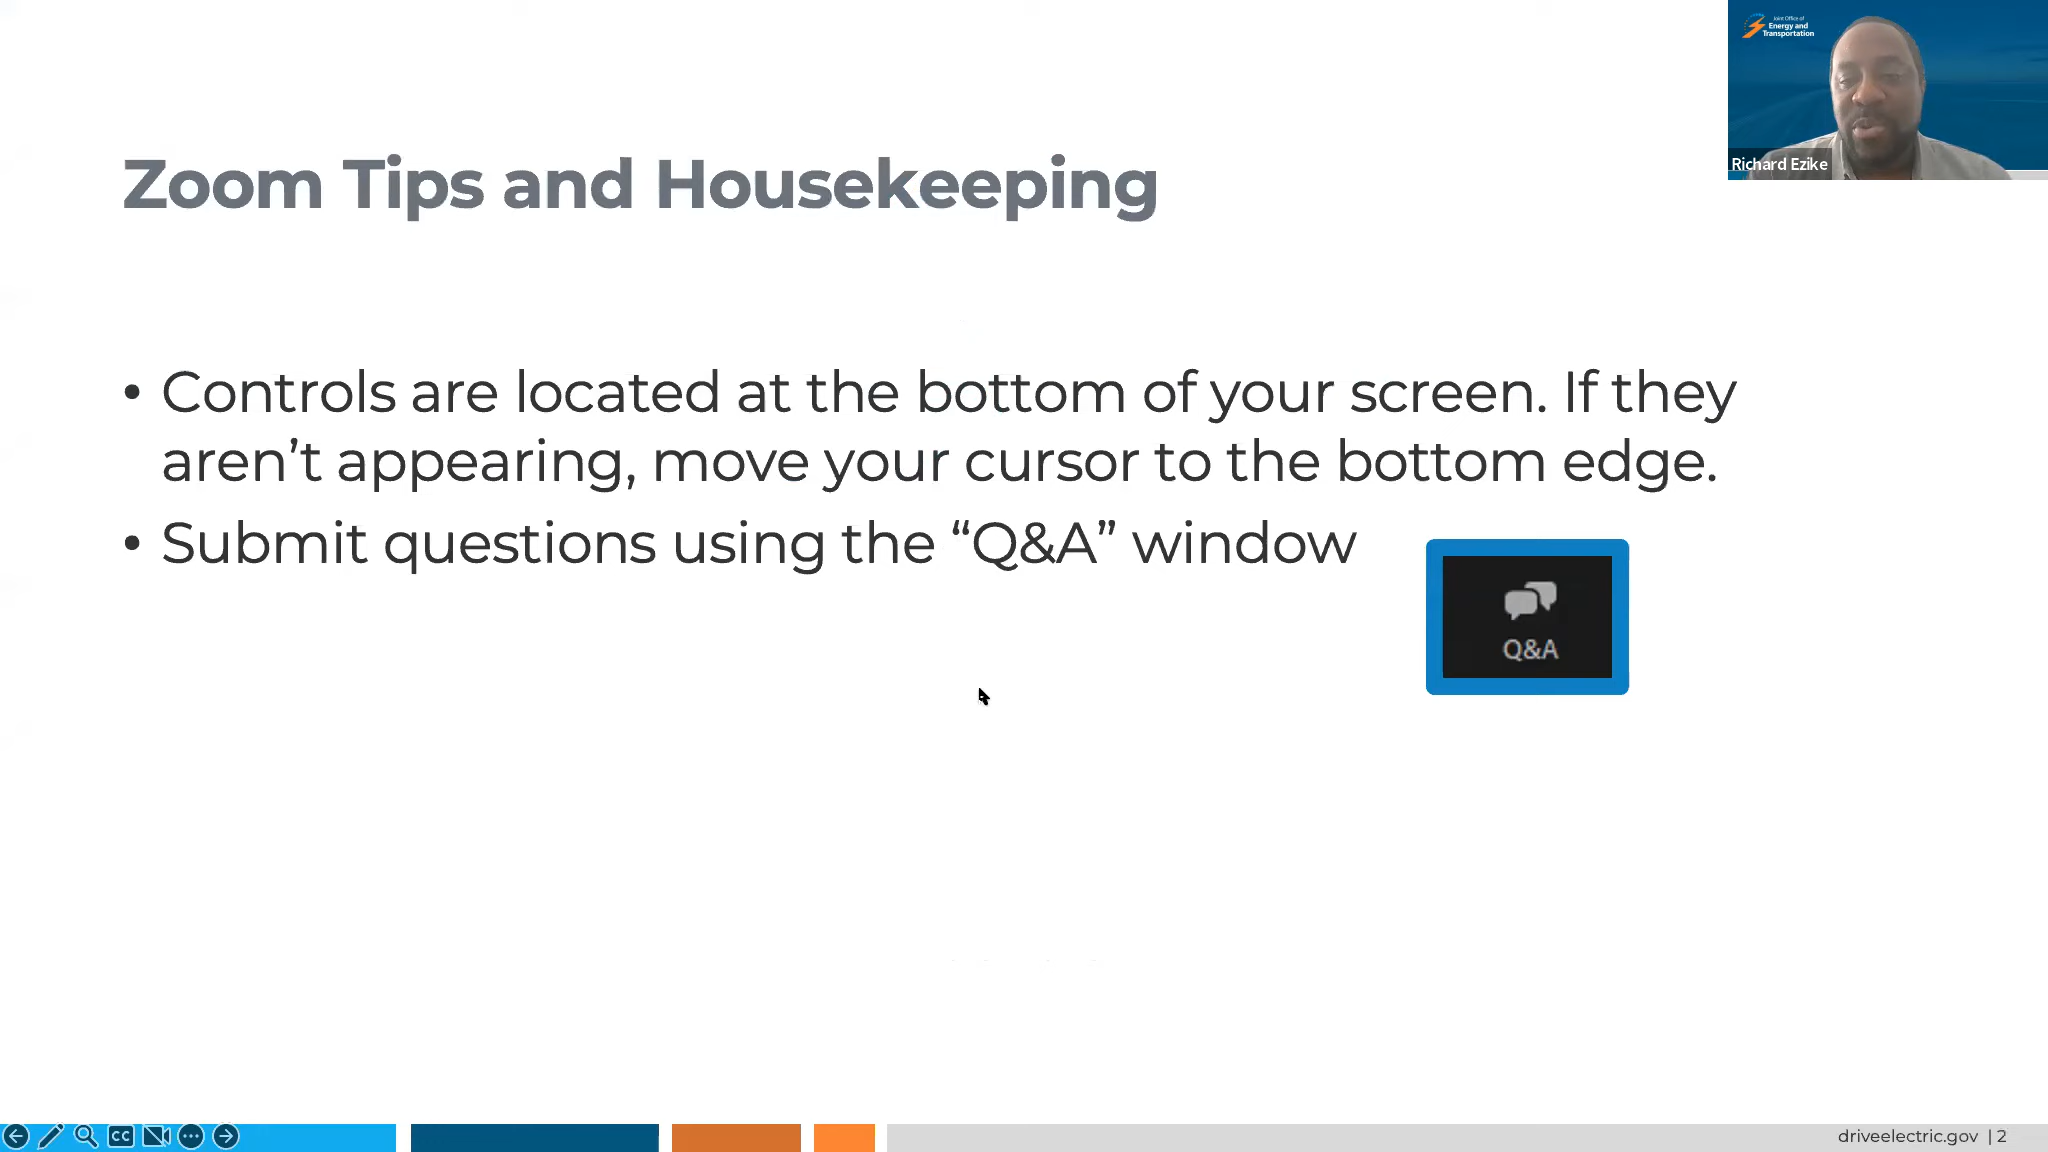 Joint Office of
Energy and
Transportation
Richard Ezike
Zoom Tips and Housekeeping
• Controls are located at the bottom of your screen. If they
aren’t appearing, move your cursor to the bottom edge.
• Submit questions using the “Q&A” window
Q&A
CC
driveelectric.gov | 2